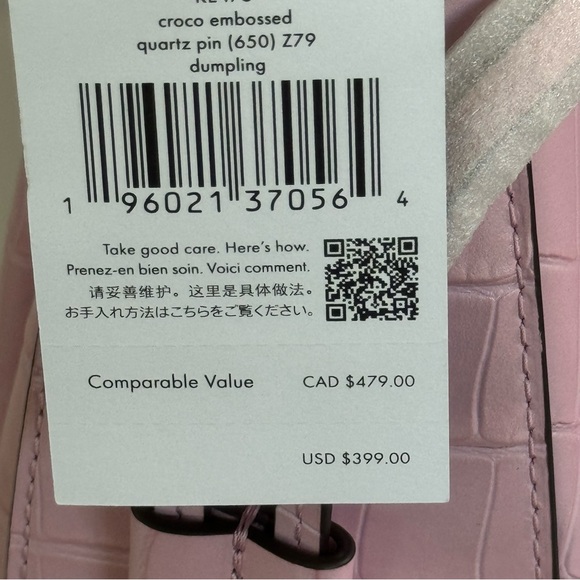 croco embossed
quartz pin (650) Z79
dumpling
1 96021 37056 4
Take good care. Here's how.
Prenez-en bien soin. Voici comment.
请妥善维护。这里是具体做法。
お手入れ方法はこちらをご覧ください。
Comparable Value CAD $479.00
USD $399.00